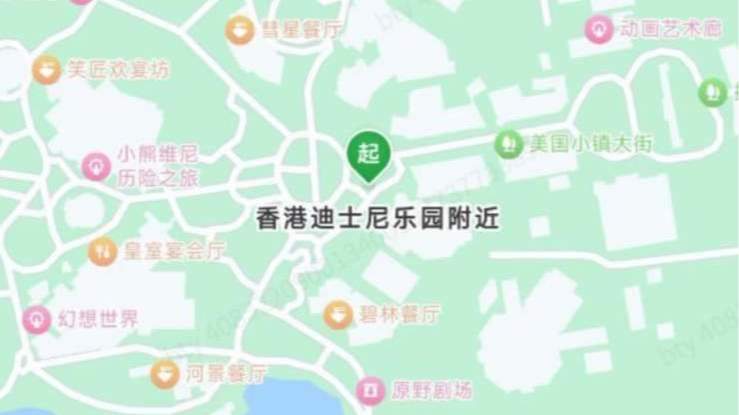 彗星餐厅
动画艺术廊
笑匠欢宴坊
起
美国小镇大街
小熊维尼
历险之旅
香港迪士尼乐园附近
皇室宴会厅
幻想世界
碧林餐厅
河景餐厅
原野剧场